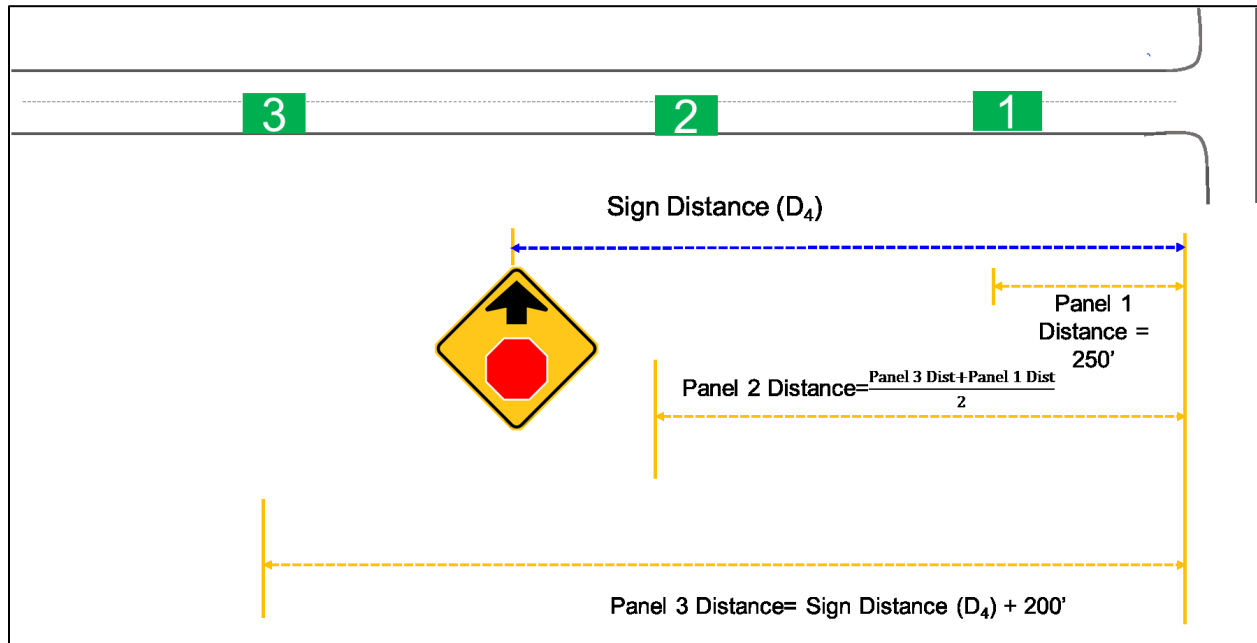 3 2 1
Sign Distance (D₄)
Panel 1
Distance =
250'
Panel 2 Distance=(Panel 3 Dist+Panel 1 Dist)/2
Panel 3 Distance= Sign Distance (D₄) + 200'